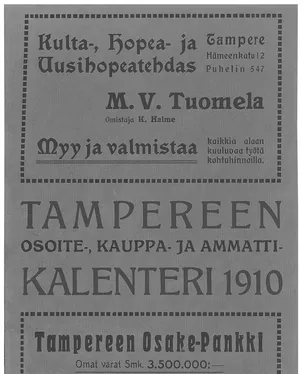 Kulta-, Hopea- ja
Uusihopeatehdas
Tampere
Hämeenkatu 12
Puhelin 547
M. V. Tuomela
Omistaja K. Halme
Myy ja valmistaa
kaikkia alaan
kuuluvaa työtä
kohtuhinnoilla.
TAMPEREEN
OSOITE-, KAUPPA- JA AMMATTI-
KALENTERI 1910
Tampereen Osake-Pankki
Omat varat Smk. 3.500.000:—